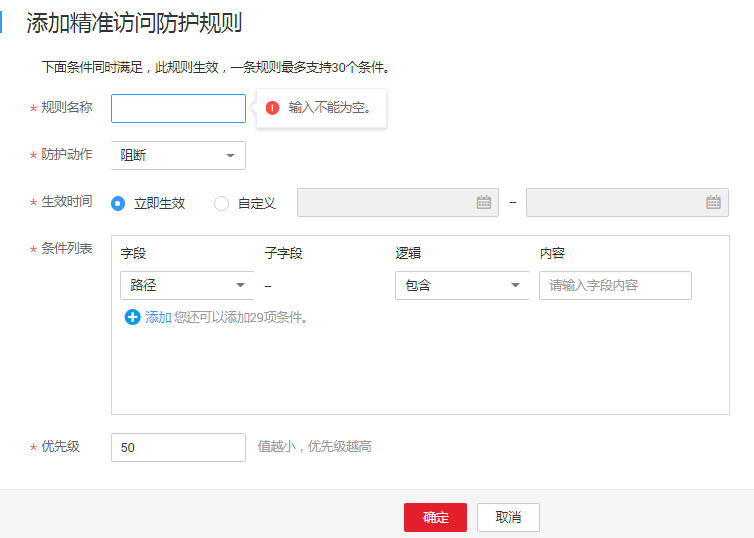 添加精准访问防护规则
下面条件同时满足，此规则生效，一条规则最多支持30个条件。
* 规则名称 ! 输入不能为空。
* 防护动作 阻断
* 生效时间 立即生效 自定义 --
* 条件列表 字段 子字段 逻辑 内容
路径 -- 包含 请输入字段内容
添加 您还可以添加29项条件。
* 优先级 50 值越小，优先级越高
确定 取消